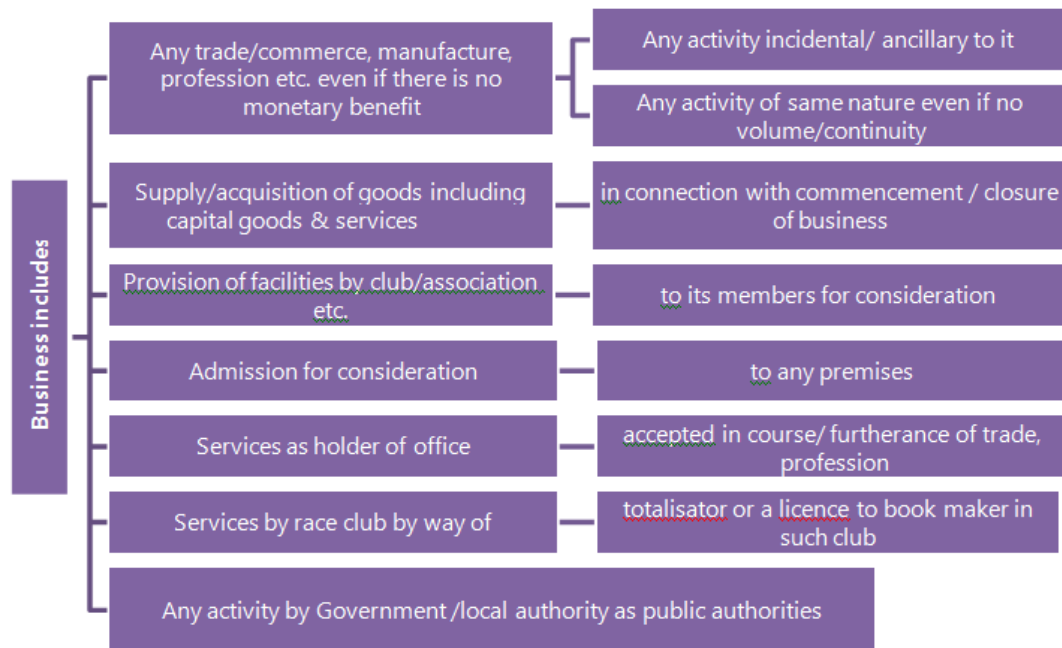 Business includes
Any trade/commerce, manufacture,
profession etc. even if there is no
monetary benefit
Any activity incidental/ ancillary to it
Any activity of same nature even if no
volume/continuity
Supply/acquisition of goods including
capital goods & services
in connection with commencement / closure
of business
Provision of facilities by club/association
etc.
to its members for consideration
Admission for consideration
to any premises
Services as holder of office
accepted in course/ furtherance of trade,
profession
Services by race club by way of
totalisator or a licence to book maker in
such club
Any activity by Government /local authority as public authorities